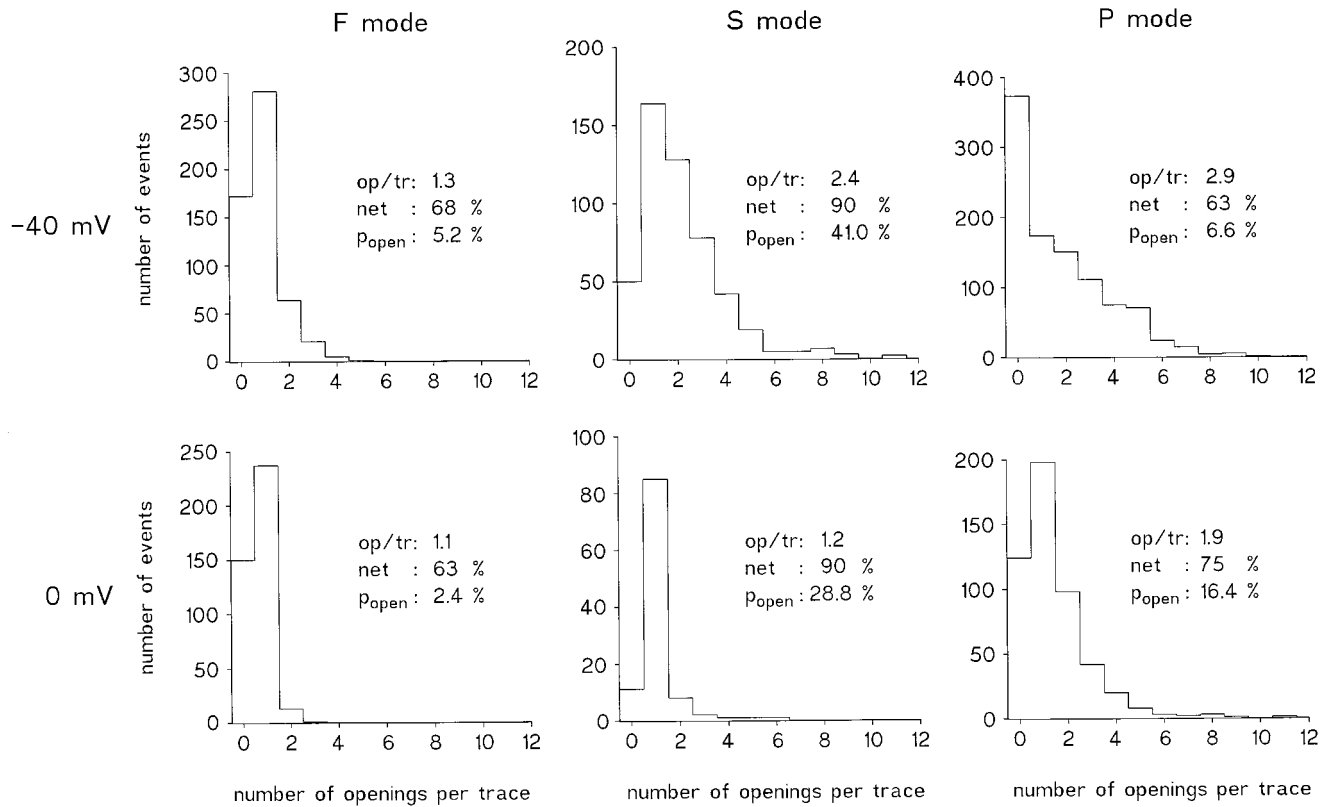 F mode
S mode
P mode
-40 mV
number of events
300
250
200
150
100
50
0
0 2 4 6 8 10 12
op/tr: 1.3
net : 68 %
popen : 5.2 %
200
150
100
50
0
0 2 4 6 8 10 12
op/tr: 2.4
net : 90 %
popen : 41.0 %
400
300
200
100
0
0 2 4 6 8 10 12
op/tr: 2.9
net : 63 %
popen : 6.6 %
0 mV
number of events
250
200
150
100
50
0
0 2 4 6 8 10 12
number of openings per trace
op/tr: 1.1
net : 63 %
popen : 2.4 %
100
80
60
40
20
0
0 2 4 6 8 10 12
number of openings per trace
op/tr: 1.2
net : 90 %
popen : 28.8 %
200
150
100
50
0
0 2 4 6 8 10 12
number of openings per trace
op/tr: 1.9
net : 75 %
popen : 16.4 %